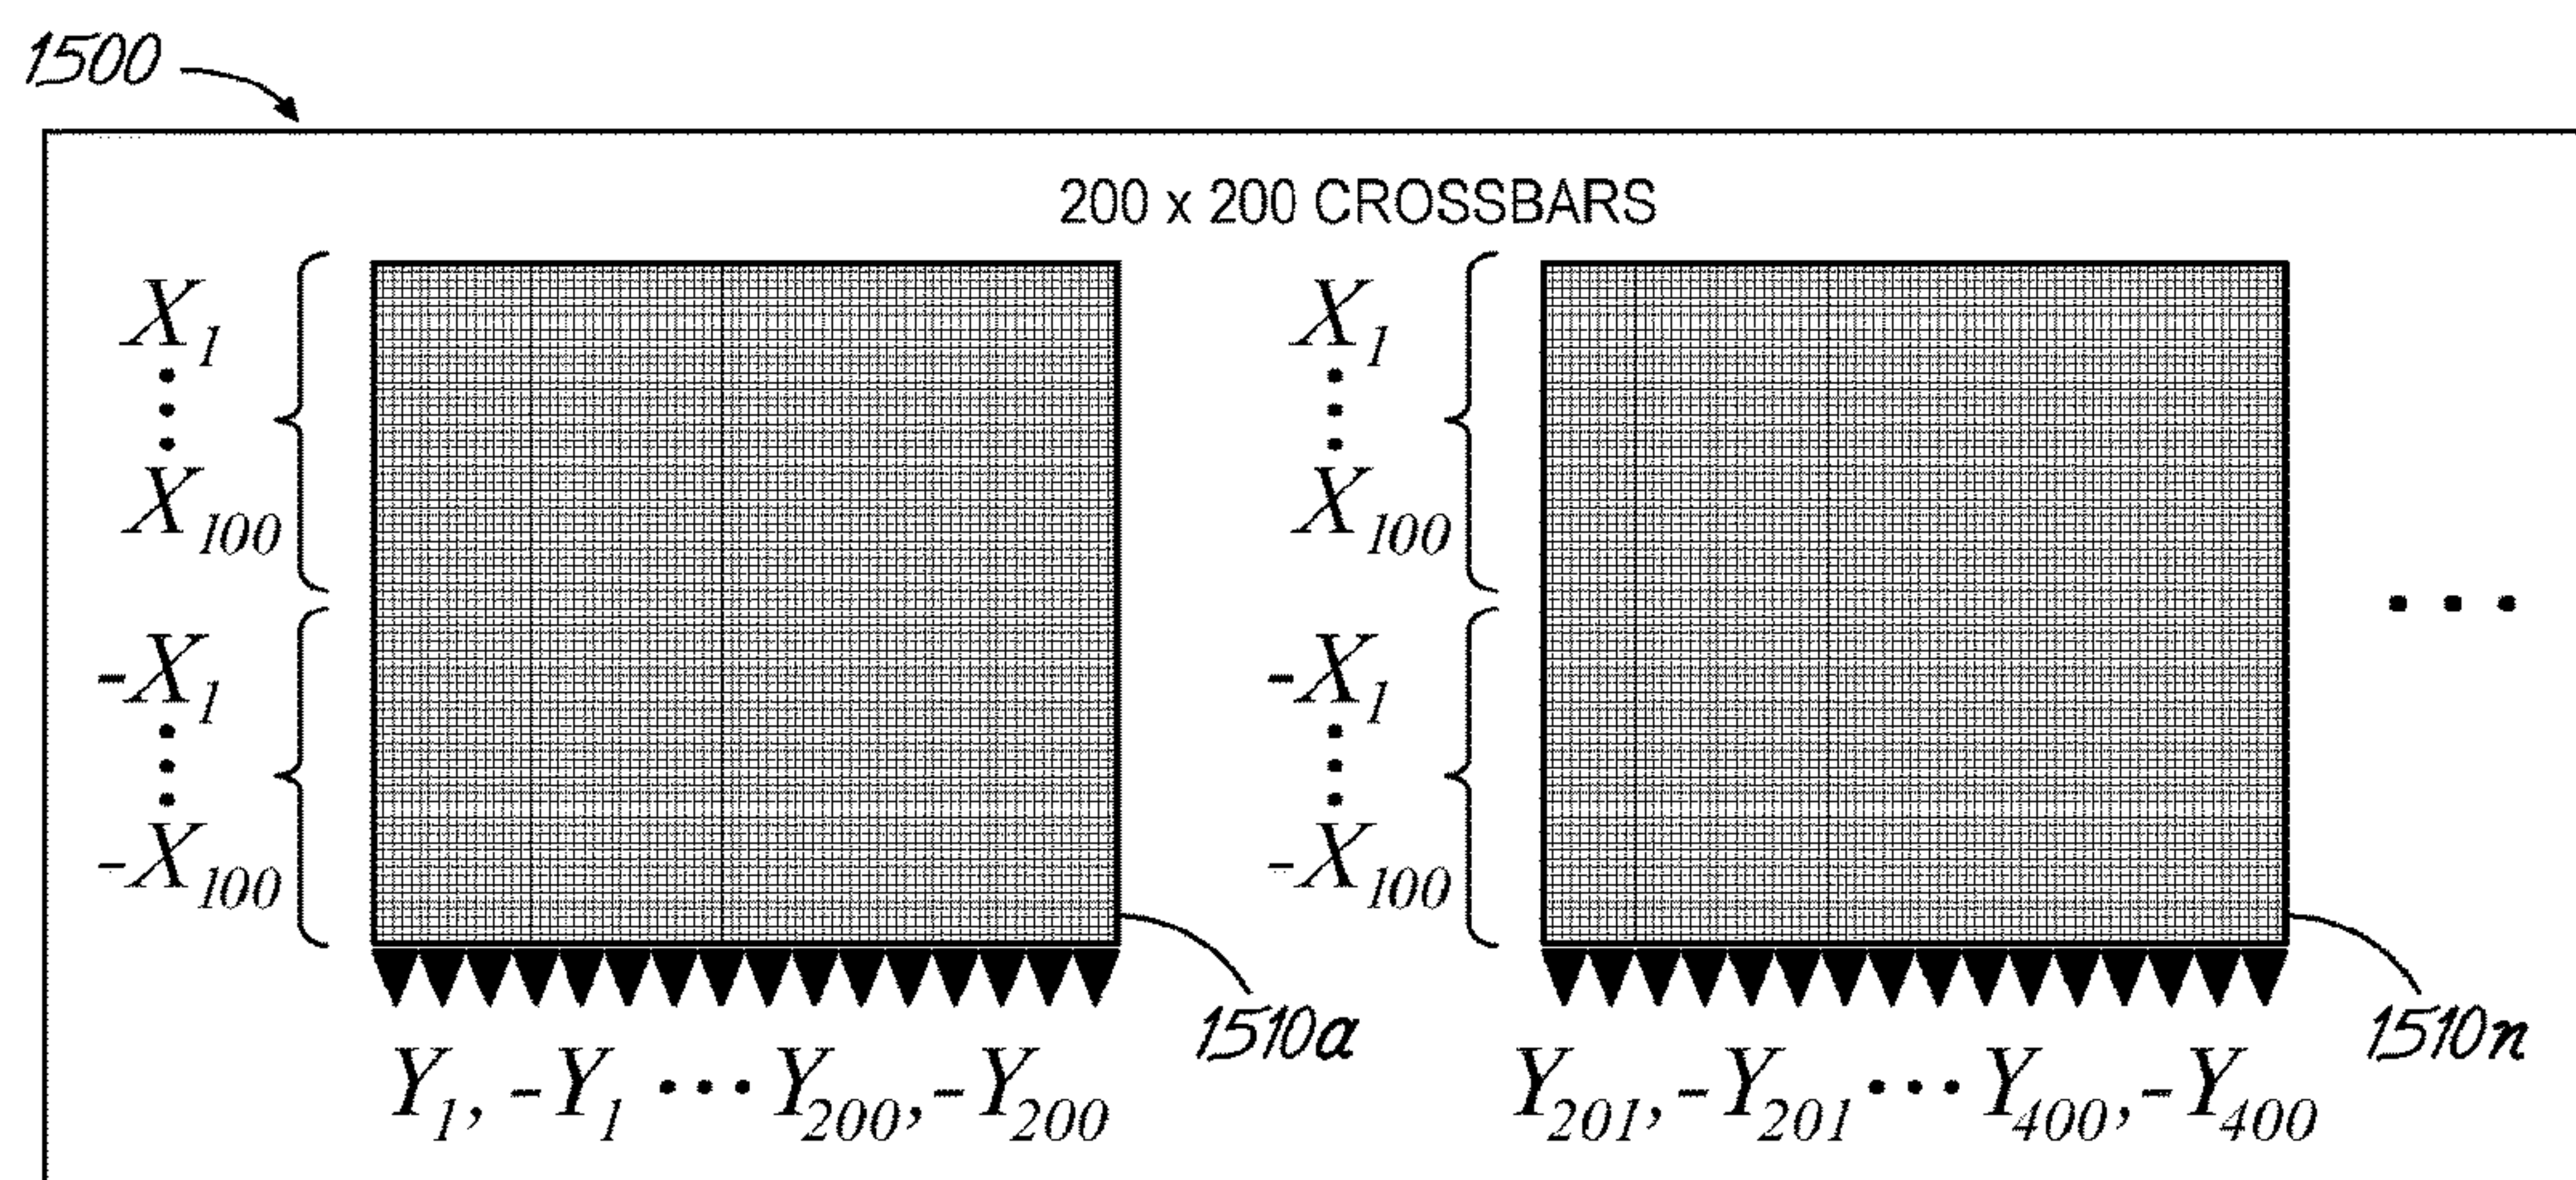 1500
200 x 200 CROSSBARS
X1
X100
-X1
-X100
X1
X100
-X1
-X100
...
1510a
1510n
Y1, -Y1 ... Y200, -Y200
Y201, -Y201 ... Y400, -Y400